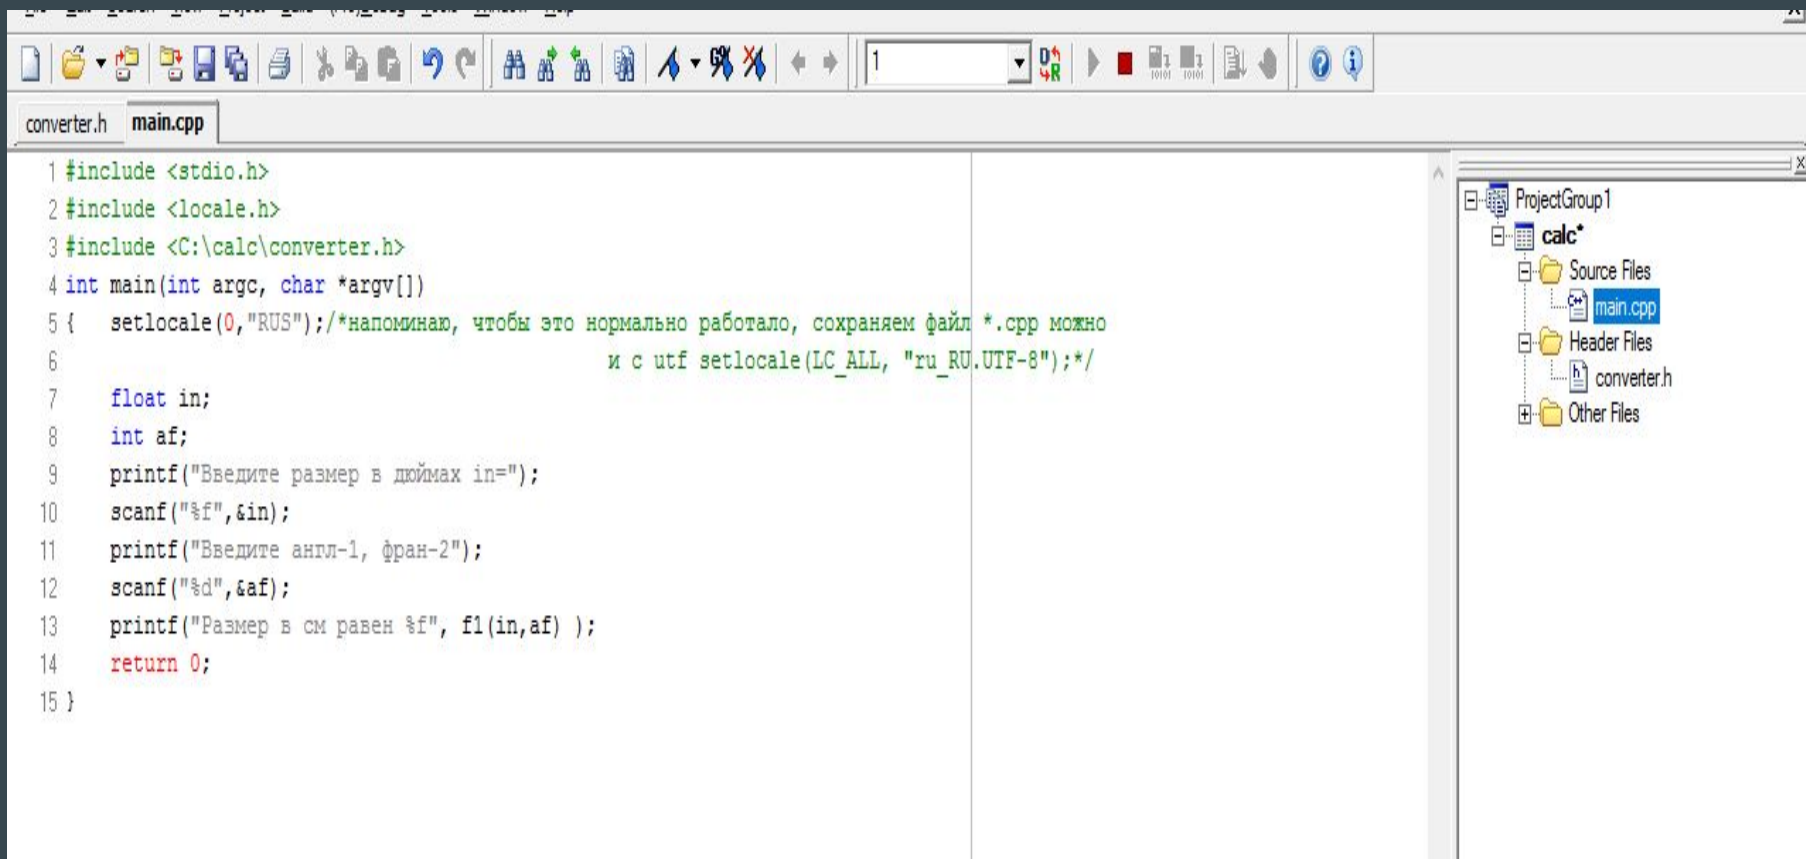 1
converter.h main.cpp
1 #include <stdio.h>
2 #include <locale.h>
3 #include <C:\calc\converter.h>
4 int main(int argc, char *argv[])
5 { setlocale(0,"RUS");/*напоминаю, чтобы это нормально работало, сохраняем файл *.cpp можно
6 и с utf setlocale(LC_ALL, "ru_RU.UTF-8");*/
7 float in;
8 int af;
9 printf("Введите размер в дюймах in=");
10 scanf("%f",&in);
11 printf("Введите англ-1, фран-2");
12 scanf("%d",&af);
13 printf("Размер в см равен %f", f1(in,af) );
14 return 0;
15 }
ProjectGroup1
calc*
Source Files
main.cpp
Header Files
converter.h
Other Files